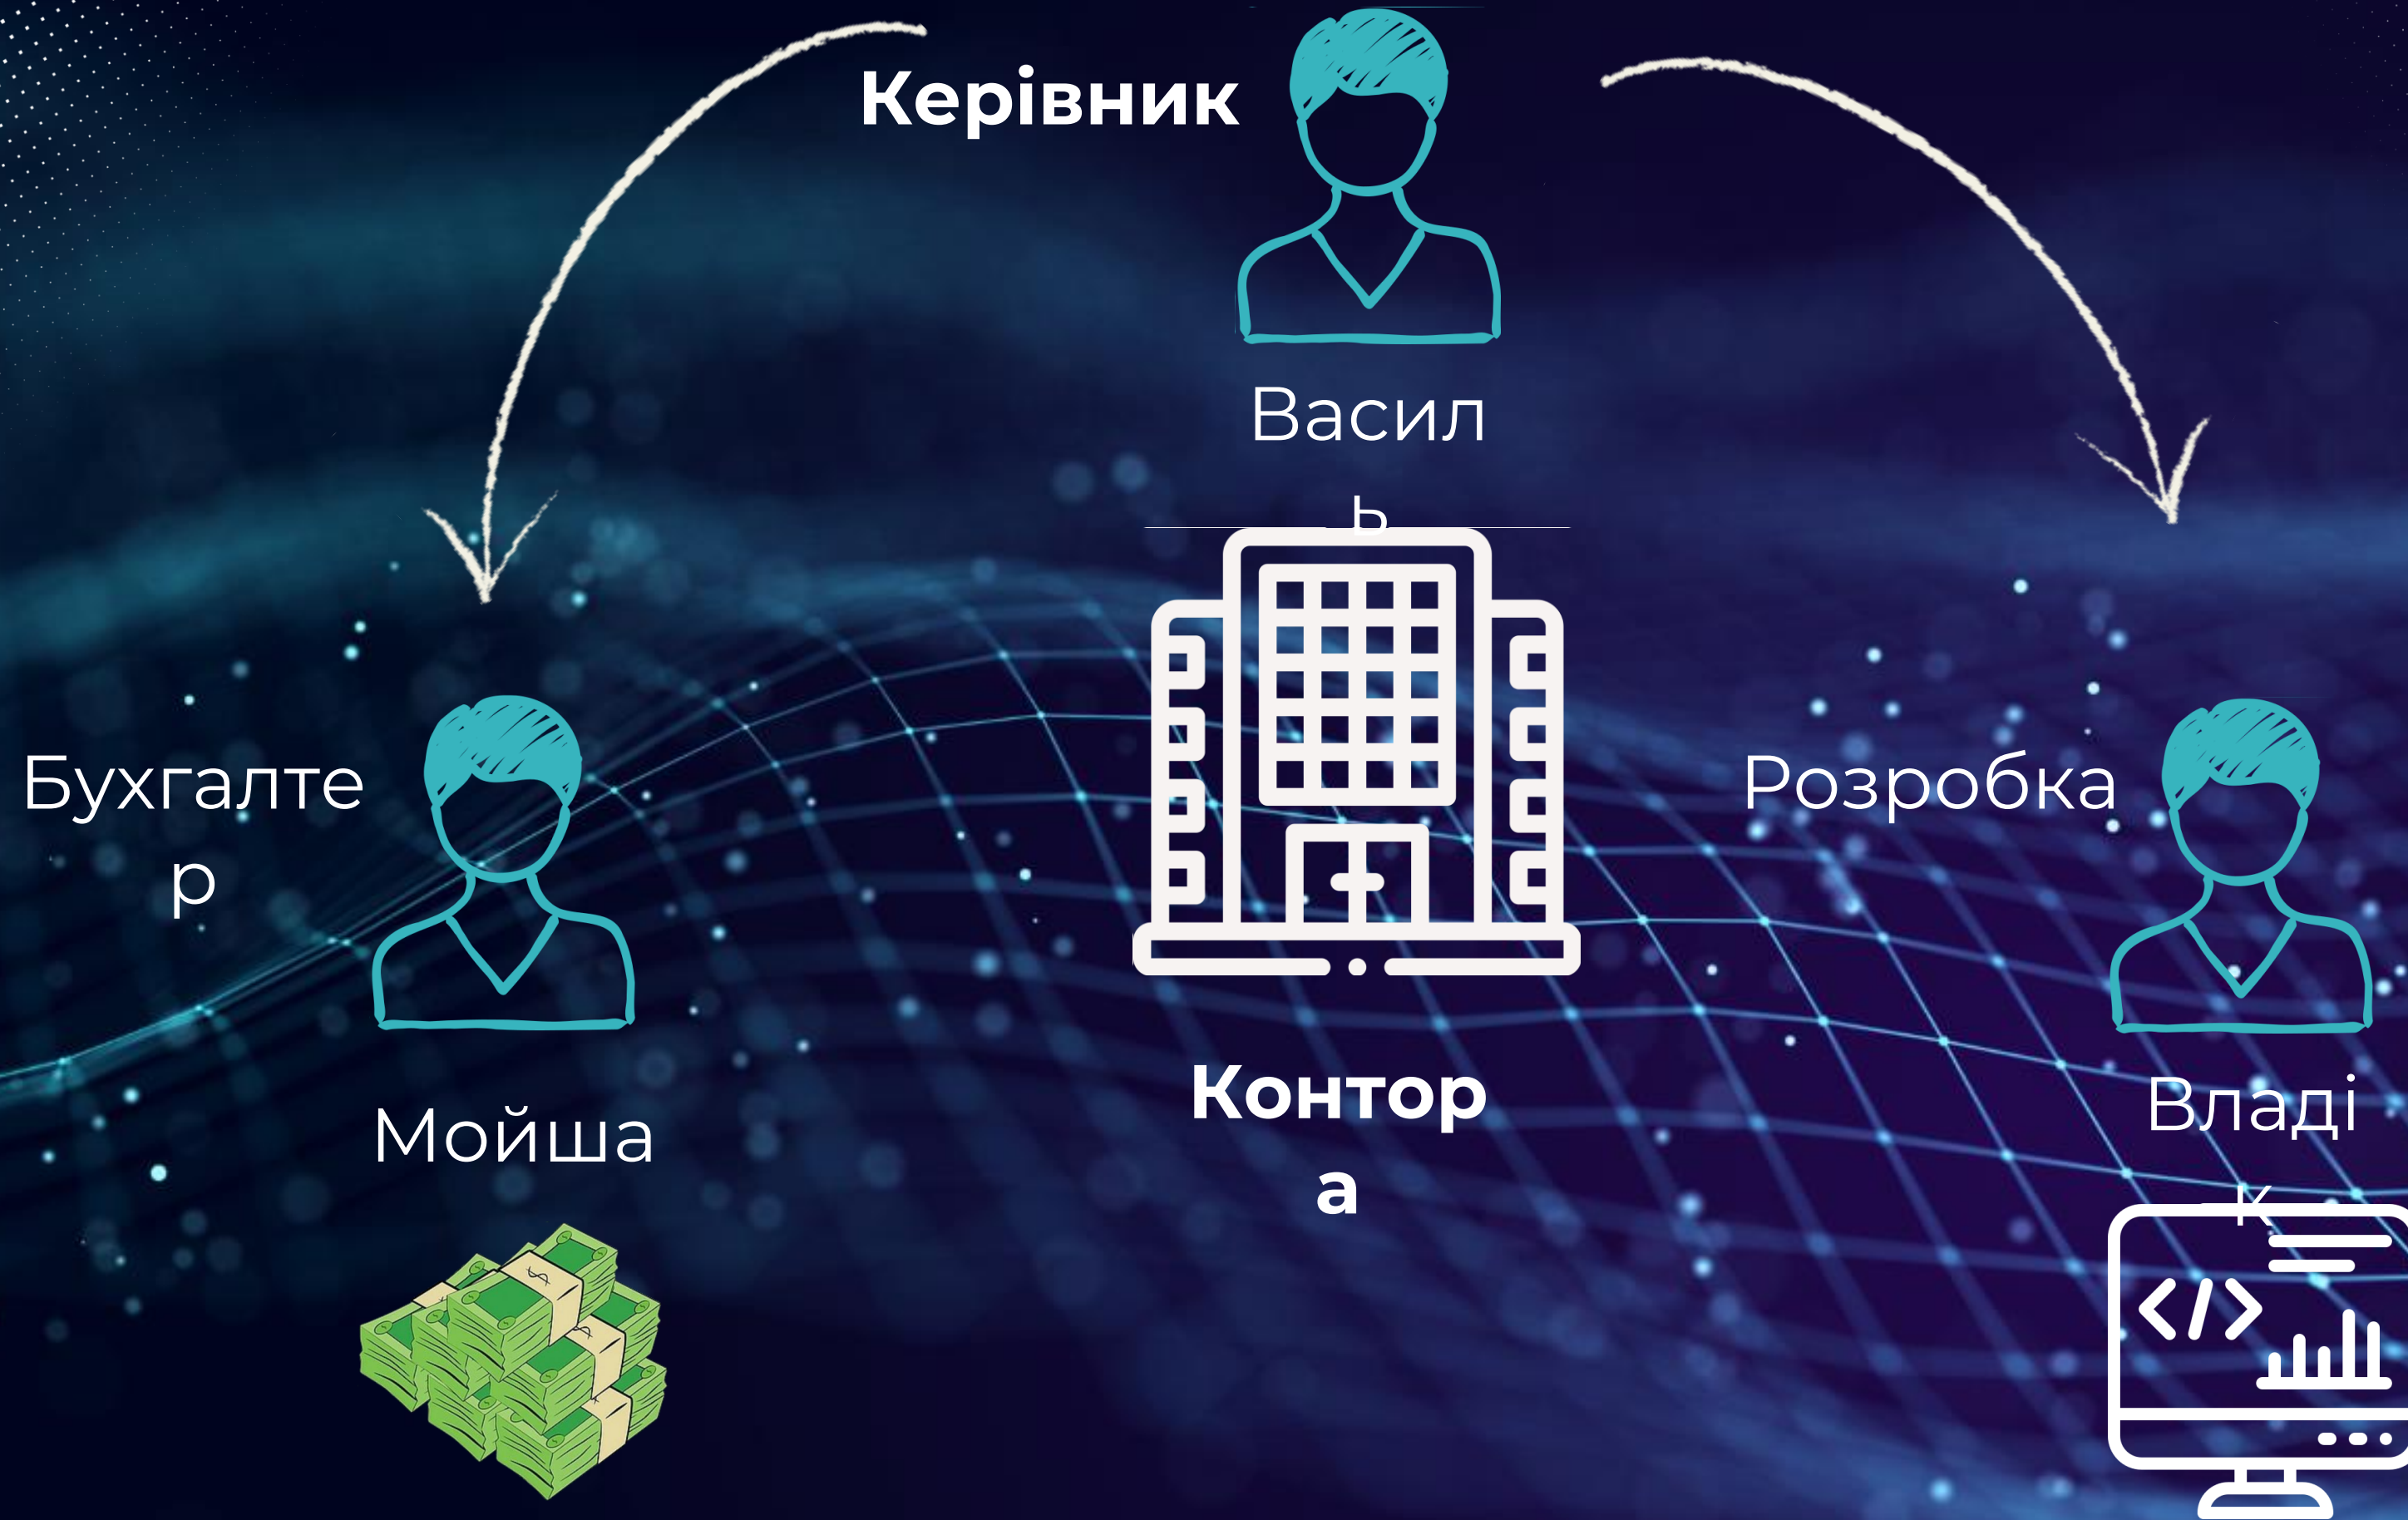 Керівник
Васил
ь
Бухгалте
р
Розробка
Мойша
Контор
а
Владі
к